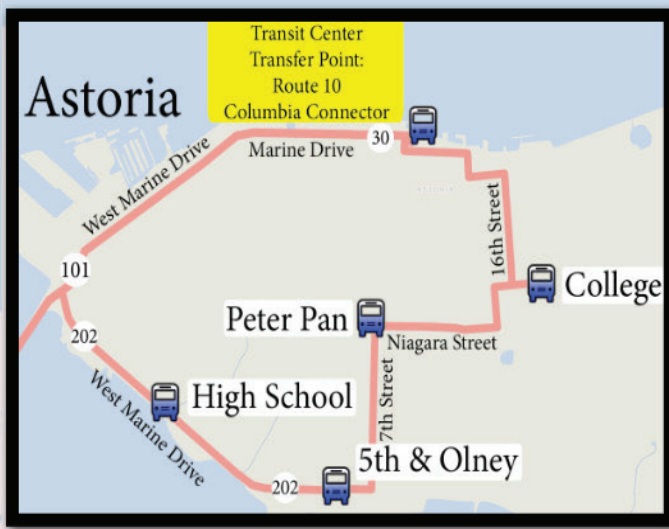 Transit Center
Transfer Point:
Route 10
Columbia Connector
Astoria
30
Marine Drive
West Marine Drive
16th Street
101
College
Peter Pan
202
Niagara Street
High School
West Marine Drive
7th Street
5th & Olney
202